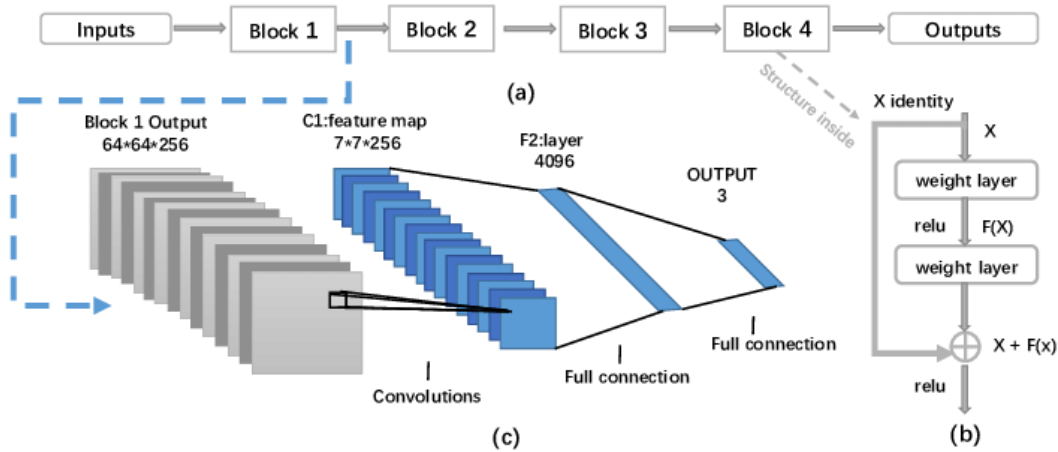 Inputs
Block 1
Block 2
Block 3
Block 4
Outputs
(a)
Structure inside
Block 1 Output
64*64*256
C1:feature map
7*7*256
F2:layer
4096
OUTPUT
3
Convolutions
Full connection
Full connection
(c)
X identity
X
weight layer
relu
F(X)
weight layer
X + F(x)
relu
(b)